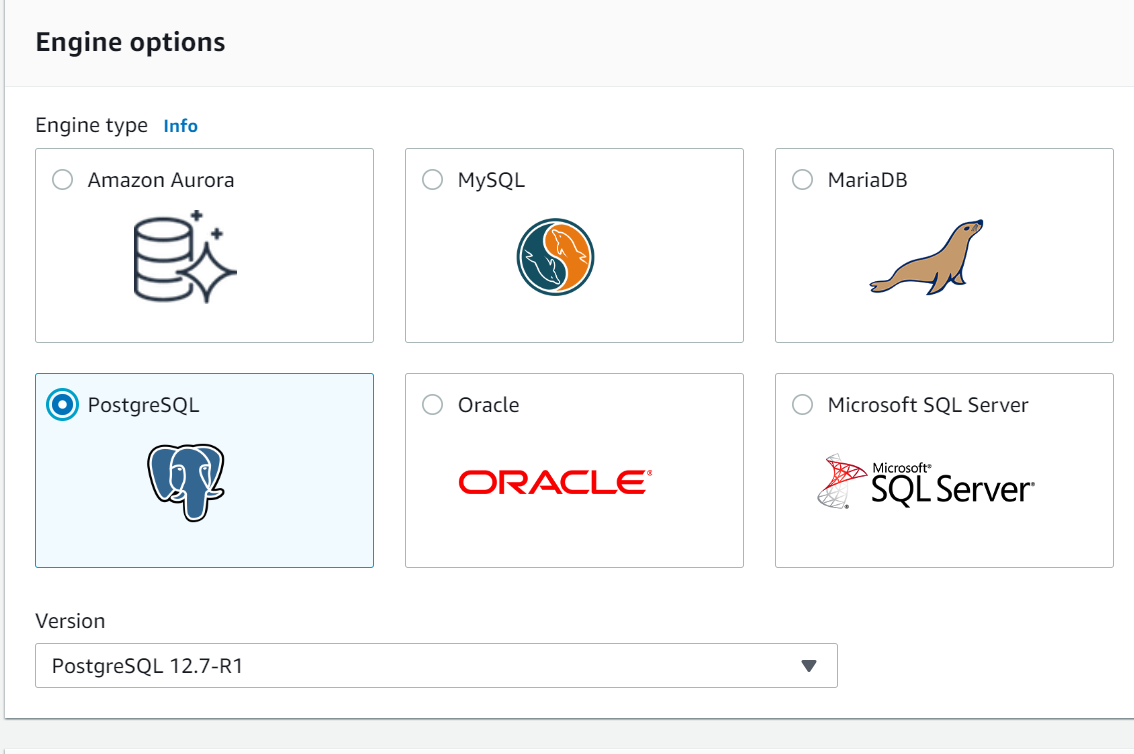 Engine options
Engine type Info
Amazon Aurora
MySQL
MariaDB
PostgreSQL
Oracle
ORACLE®
Microsoft SQL Server
Microsoft®
SQL Server®
®
Version
PostgreSQL 12.7-R1